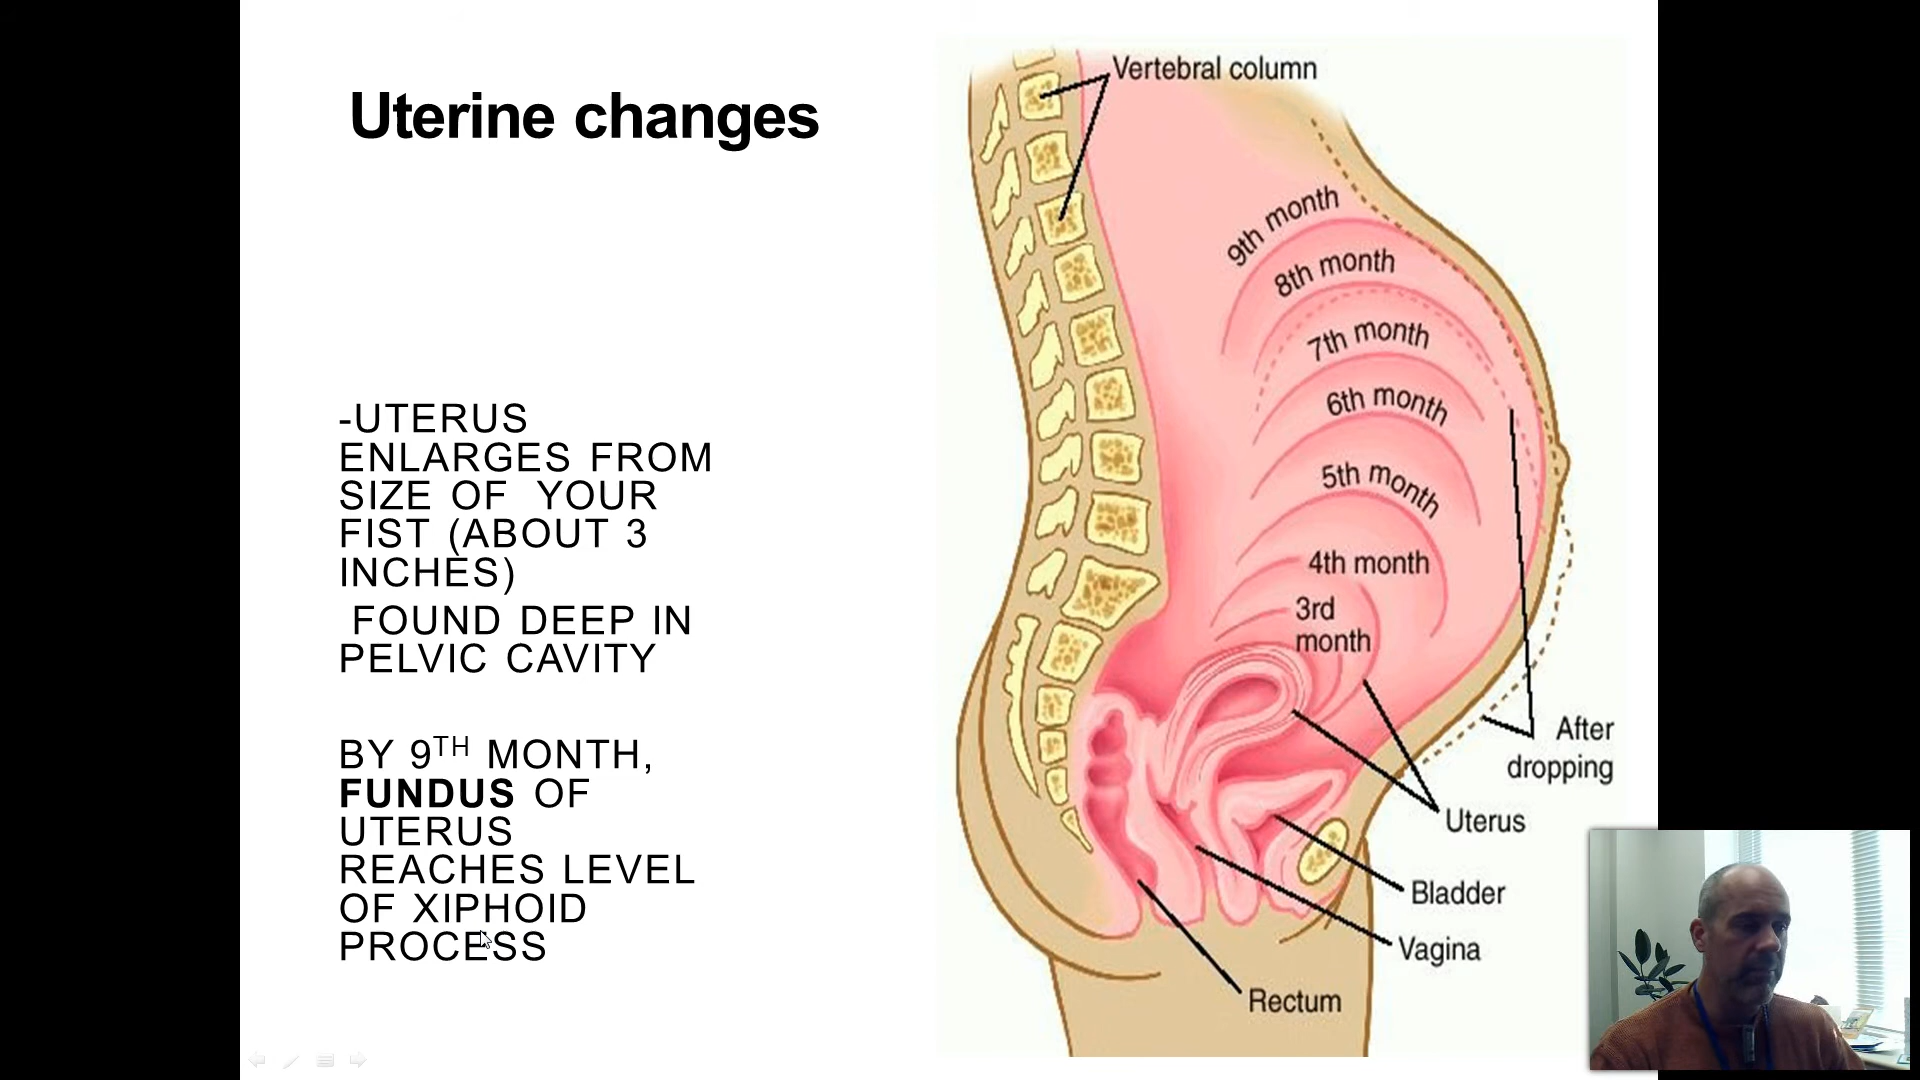 Uterine changes
-UTERUS
ENLARGES FROM
SIZE OF YOUR
FIST (ABOUT 3
INCHES)
FOUND DEEP IN
PELVIC CAVITY
BY 9TH MONTH,
FUNDUS OF
UTERUS
REACHES LEVEL
OF XIPHOID
PROCESS
Vertebral column
9th month
8th month
7th month
6th month
5th month
4th month
3rd
month
After
dropping
Uterus
Bladder
Vagina
Rectum